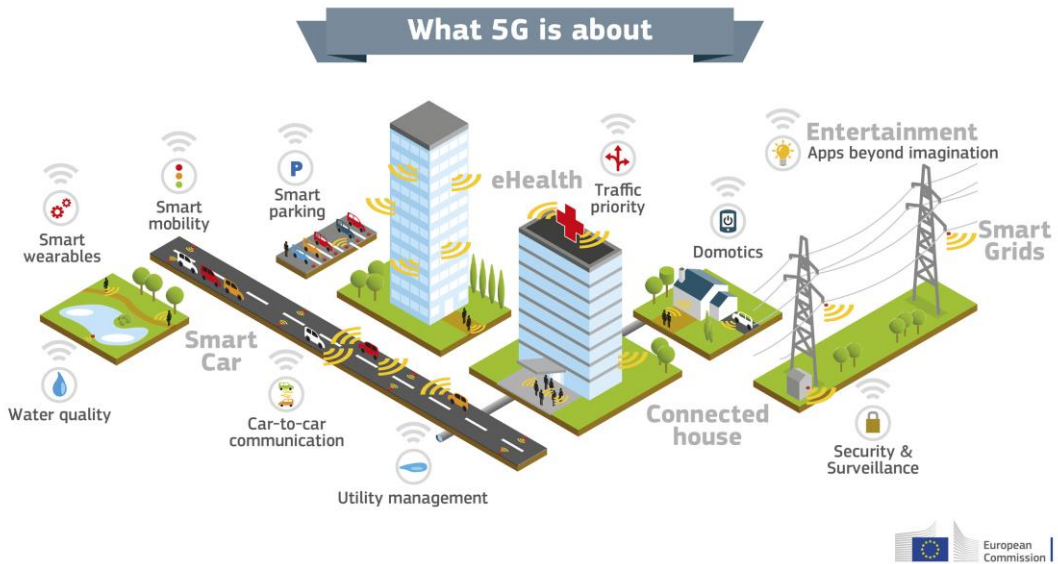 What 5G is about
Entertainment
Apps beyond imagination
eHealth
Traffic
priority
Smart
parking
Smart
mobility
Smart
wearables
Domotics
Smart
Grids
Smart
Car
P
Water quality
Car-to-car
communication
Connected
house
Security &
Surveillance
Utility management
European
Commission